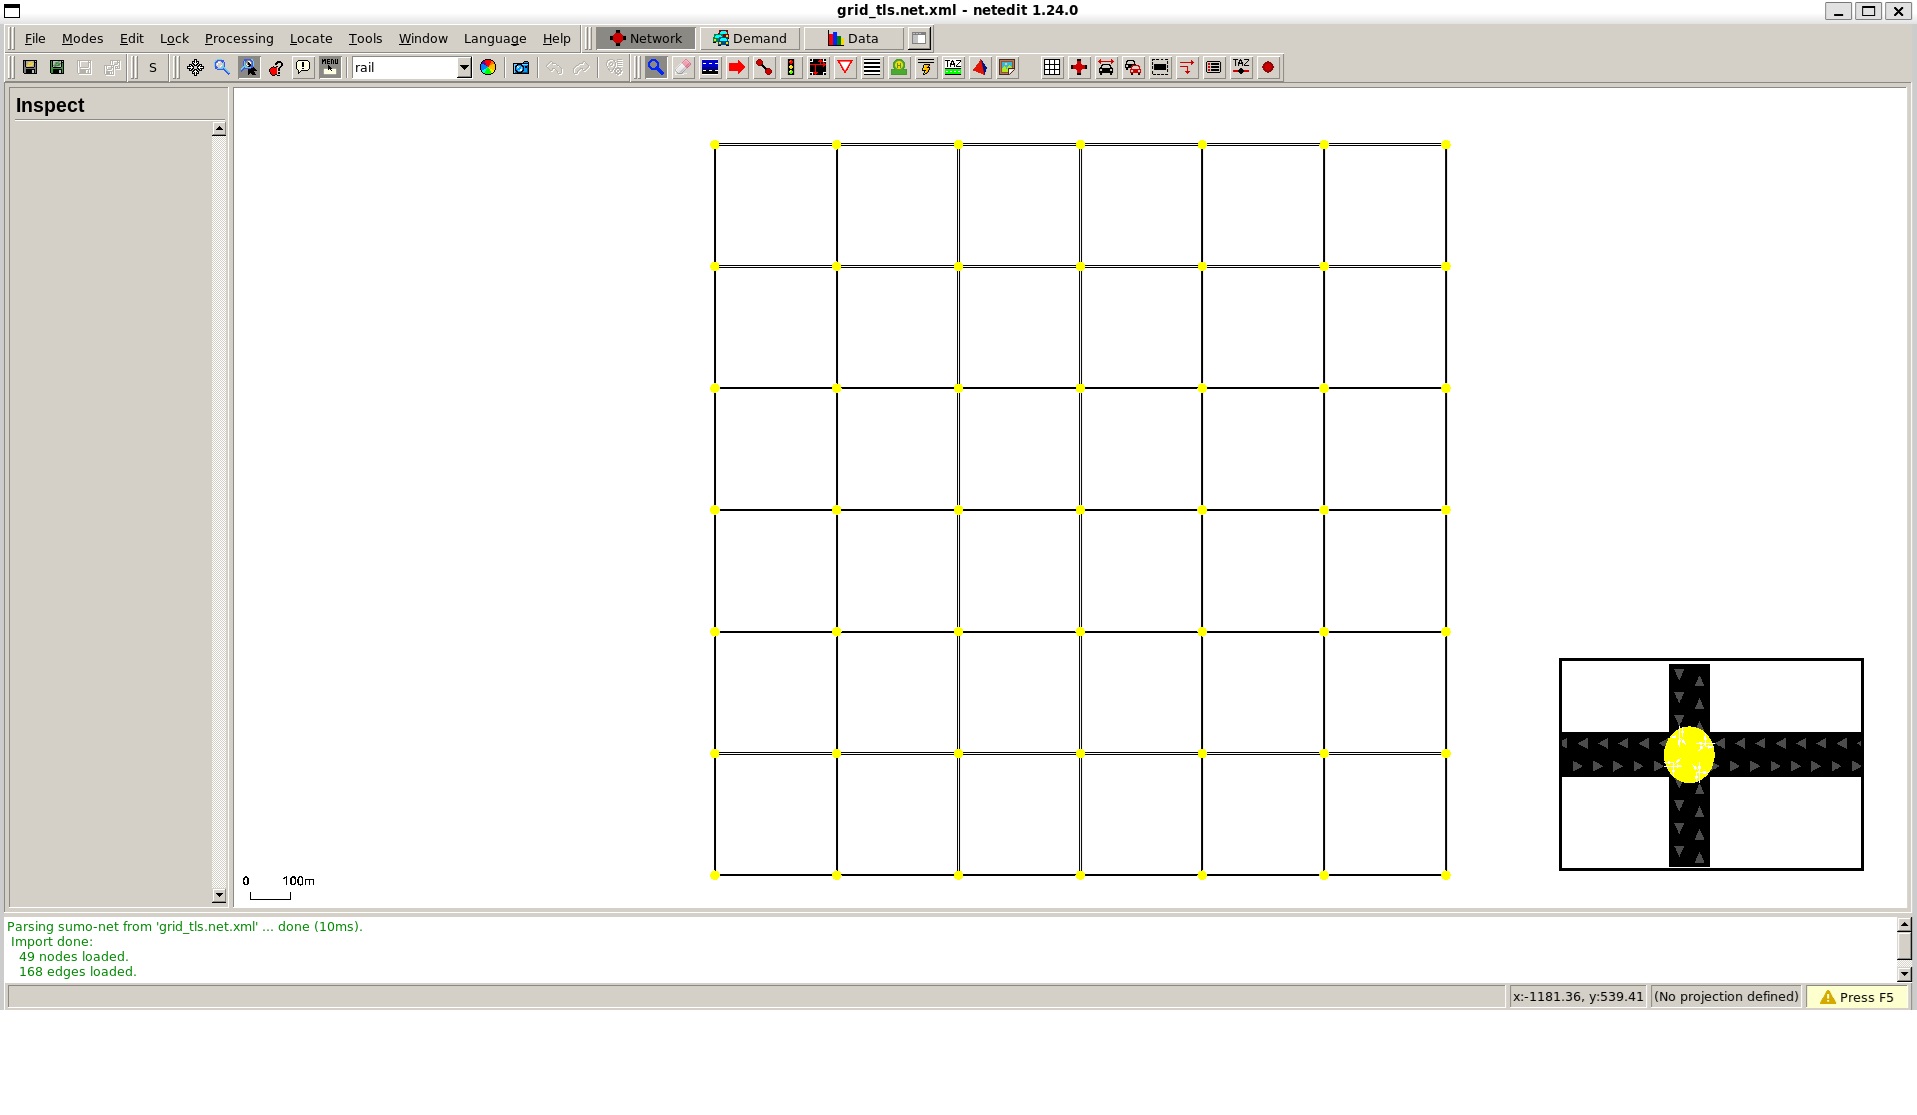 grid_tls.net.xml - netedit 1.24.0
File Modes Edit Lock Processing Locate Tools Window Language Help Network Demand Data
S MENU rail TAZ TAZ
Inspect
0 100m
Parsing sumo-net from 'grid_tls.net.xml' ... done (10ms).
Import done:
49 nodes loaded.
168 edges loaded.
x:-1181.36, y:539.41 (No projection defined) Press F5